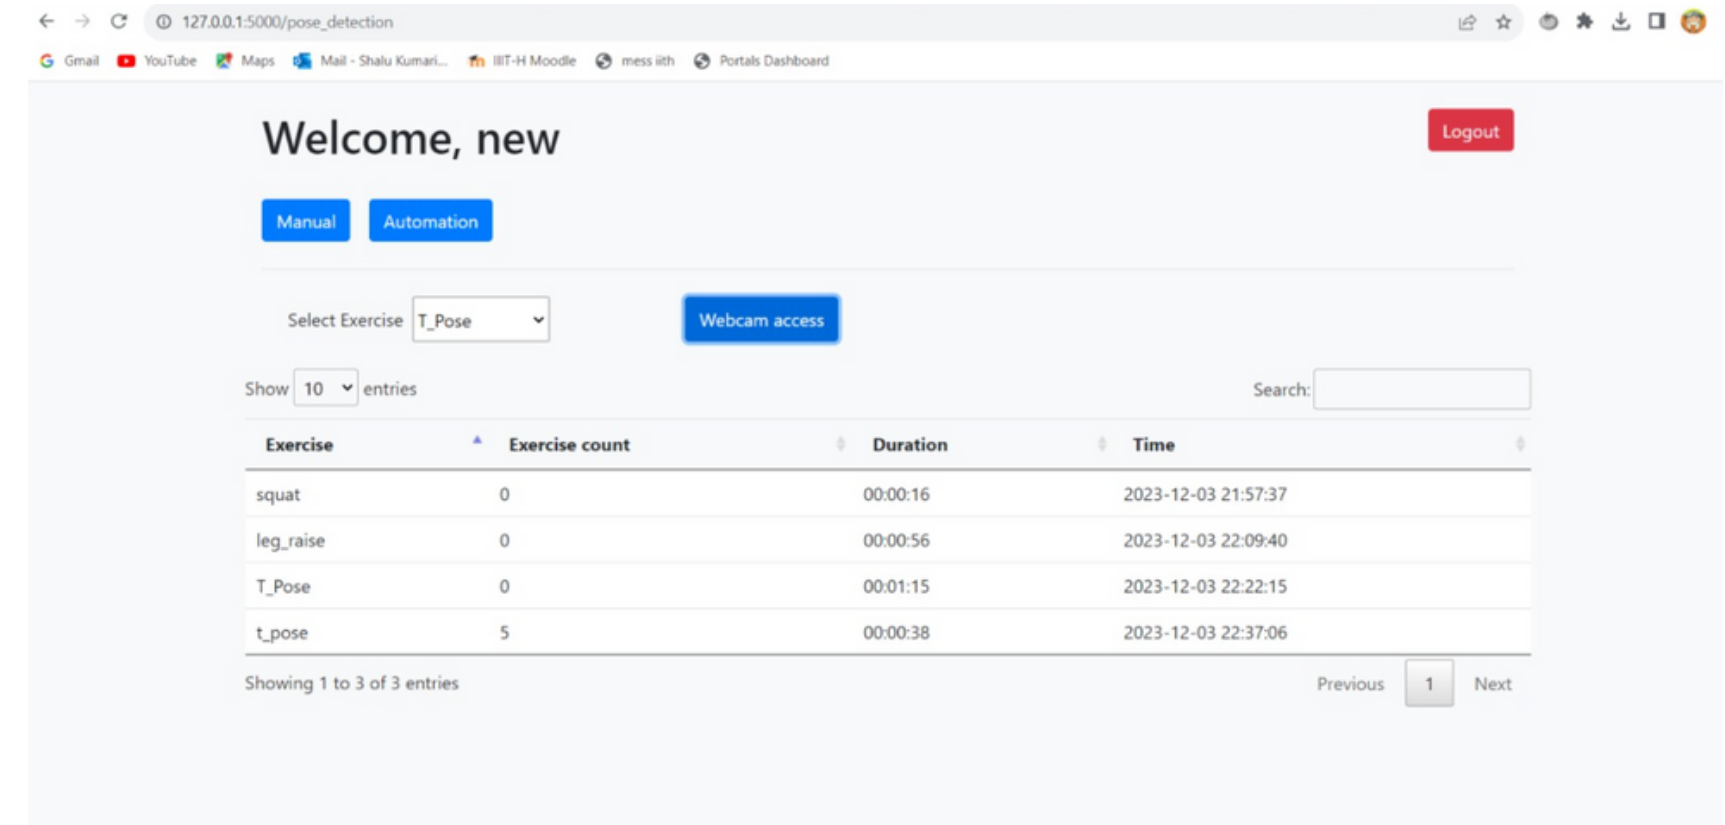 127.0.0.1:5000/pose_detection
Gmail YouTube Maps Mail - Shalu Kumari... IIIT-H Moodle mess iith Portals Dashboard
Welcome, new Logout
Manual Automation
Select Exercise T_Pose Webcam access
Show 10 entries Search:
Exercise Exercise count Duration Time
squat 0 00:00:16 2023-12-03 21:57:37
leg_raise 0 00:00:56 2023-12-03 22:09:40
T_Pose 0 00:01:15 2023-12-03 22:22:15
t_pose 5 00:00:38 2023-12-03 22:37:06
Showing 1 to 3 of 3 entries Previous 1 Next